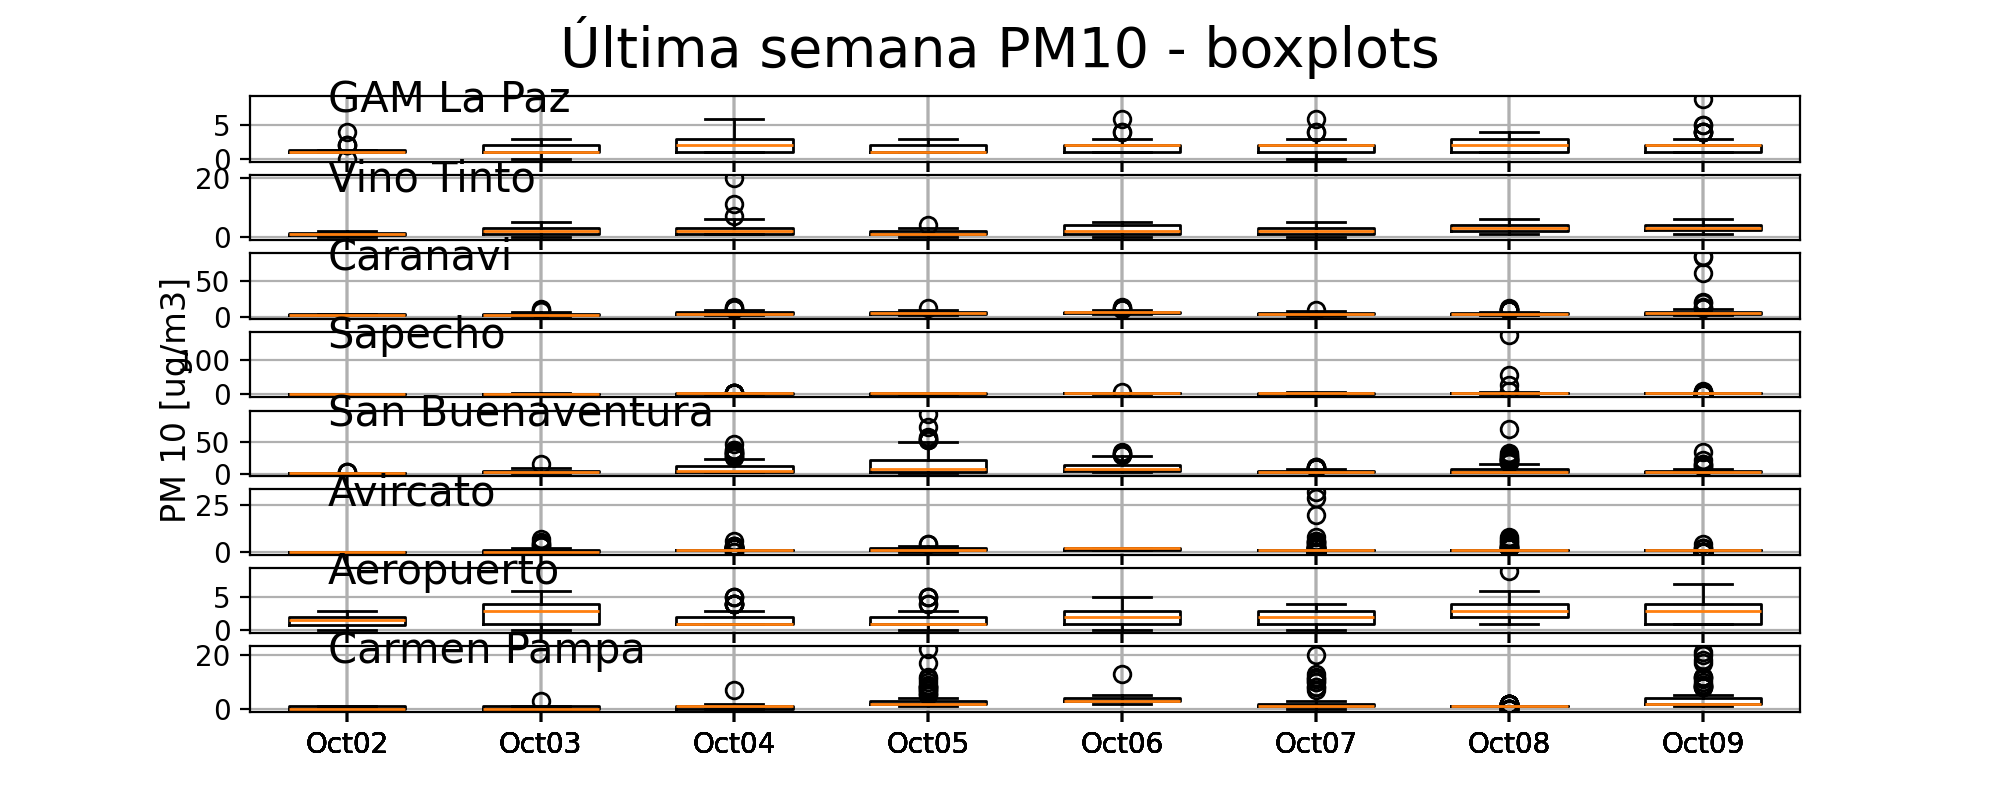 Última semana PM10 - boxplots
GAM La Paz
5
0
Vino Tinto
20
0
Caranavi
50
0
Sapecho
100
0
San Buenaventura
50
0
Avircato
25
0
Aeropuerto
5
0
Carmen Pampa
20
0
PM 10 [ug/m3]
Oct02 Oct03 Oct04 Oct05 Oct06 Oct07 Oct08 Oct09